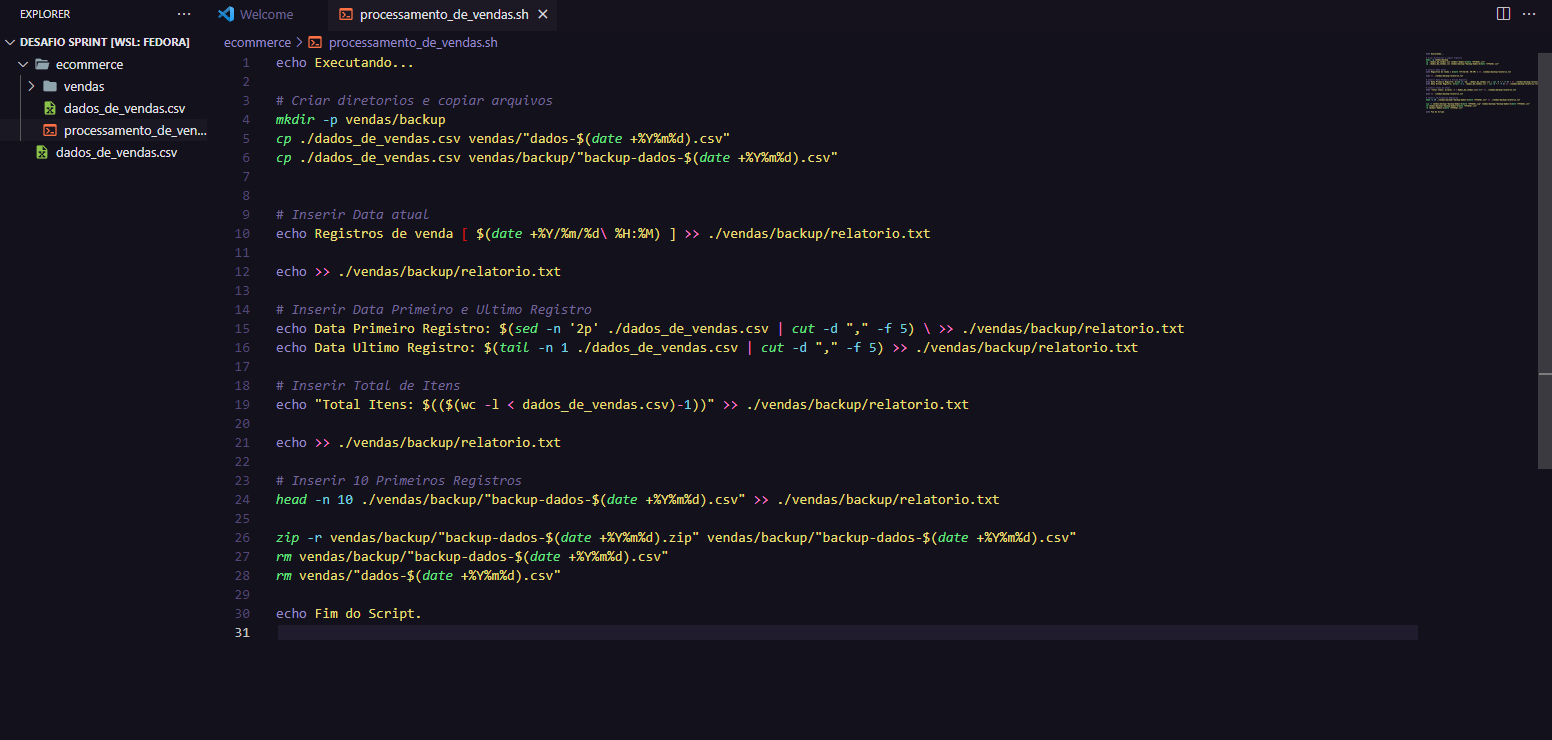 EXPLORER
···
Welcome
processamento_de_vendas.sh
···
DESAFIO SPRINT [WSL: FEDORA]
ecommerce
vendas
dados_de_vendas.csv
processamento_de_ven...
dados_de_vendas.csv
ecommerce > processamento_de_vendas.sh
1 echo Executando...
2
3 # Criar diretorios e copiar arquivos
4 mkdir -p vendas/backup
5 cp ./dados_de_vendas.csv vendas/"dados-$(date +%Y%m%d).csv"
6 cp ./dados_de_vendas.csv vendas/backup/"backup-dados-$(date +%Y%m%d).csv"
7
8
9 # Inserir Data atual
10 echo Registros de venda [ $(date +%Y/%m/%d\ %H:%M) ] >> ./vendas/backup/relatorio.txt
11
12 echo >> ./vendas/backup/relatorio.txt
13
14 # Inserir Data Primeiro e Ultimo Registro
15 echo Data Primeiro Registro: $(sed -n '2p' ./dados_de_vendas.csv | cut -d "," -f 5) \ >> ./vendas/backup/relatorio.txt
16 echo Data Ultimo Registro: $(tail -n 1 ./dados_de_vendas.csv | cut -d "," -f 5) >> ./vendas/backup/relatorio.txt
17
18 # Inserir Total de Itens
19 echo "Total Itens: $(($(wc -l < dados_de_vendas.csv)-1))" >> ./vendas/backup/relatorio.txt
20
21 echo >> ./vendas/backup/relatorio.txt
22
23 # Inserir 10 Primeiros Registros
24 head -n 10 ./vendas/backup/"backup-dados-$(date +%Y%m%d).csv" >> ./vendas/backup/relatorio.txt
25
26 zip -r vendas/backup/"backup-dados-$(date +%Y%m%d).zip" vendas/backup/"backup-dados-$(date +%Y%m%d).csv"
27 rm vendas/backup/"backup-dados-$(date +%Y%m%d).csv"
28 rm vendas/"dados-$(date +%Y%m%d).csv"
29
30 echo Fim do Script.
31